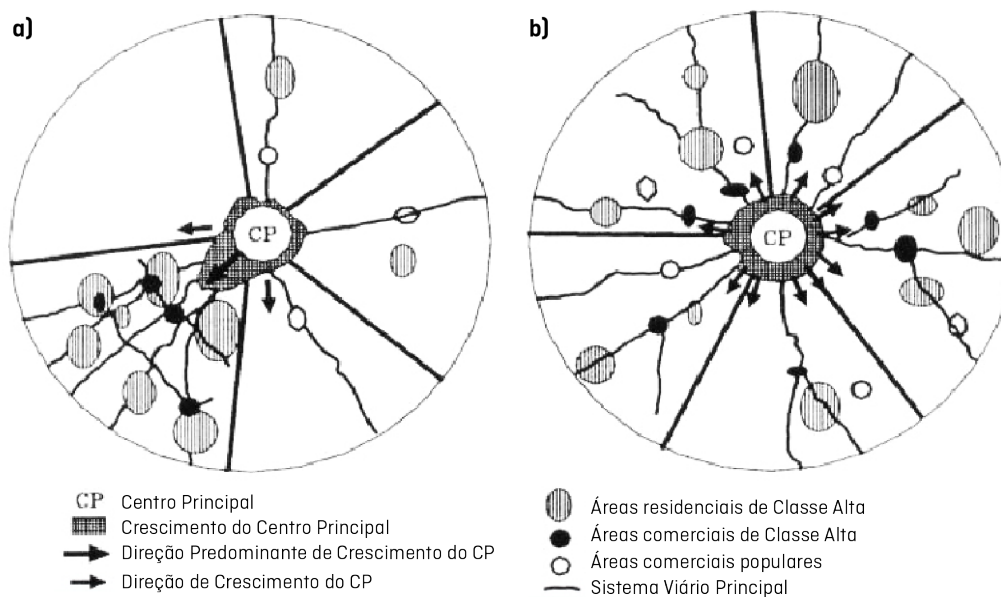 a)
b)
CP
CP
CP Centro Principal
Crescimento do Centro Principal
Direção Predominante de Crescimento do CP
Direção de Crescimento do CP
Áreas residenciais de Classe Alta
Áreas comerciais de Classe Alta
Áreas comerciais populares
Sistema Viário Principal